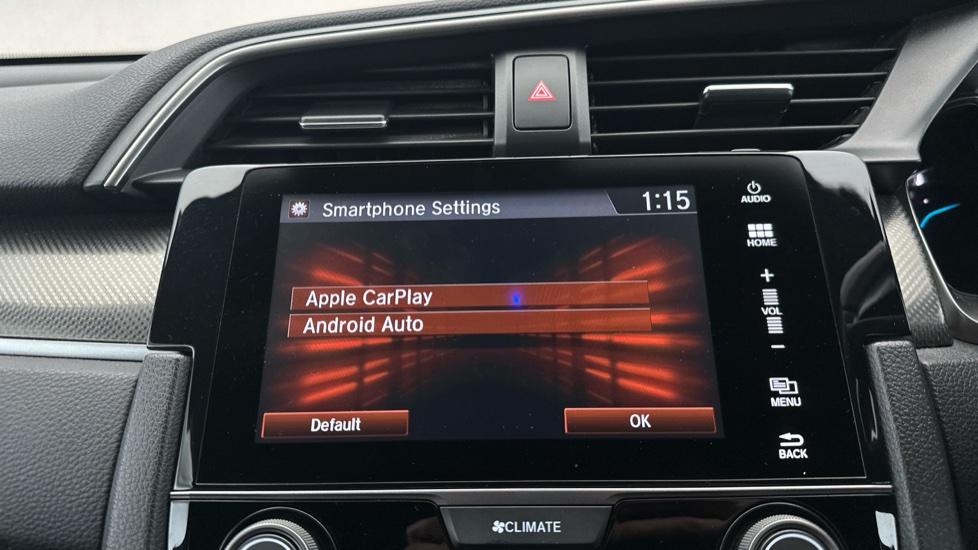 Smartphone Settings 1:15
Apple CarPlay
Android Auto
Default OK
AUDIO
HOME
+
VOL
−
MENU
BACK
CLIMATE